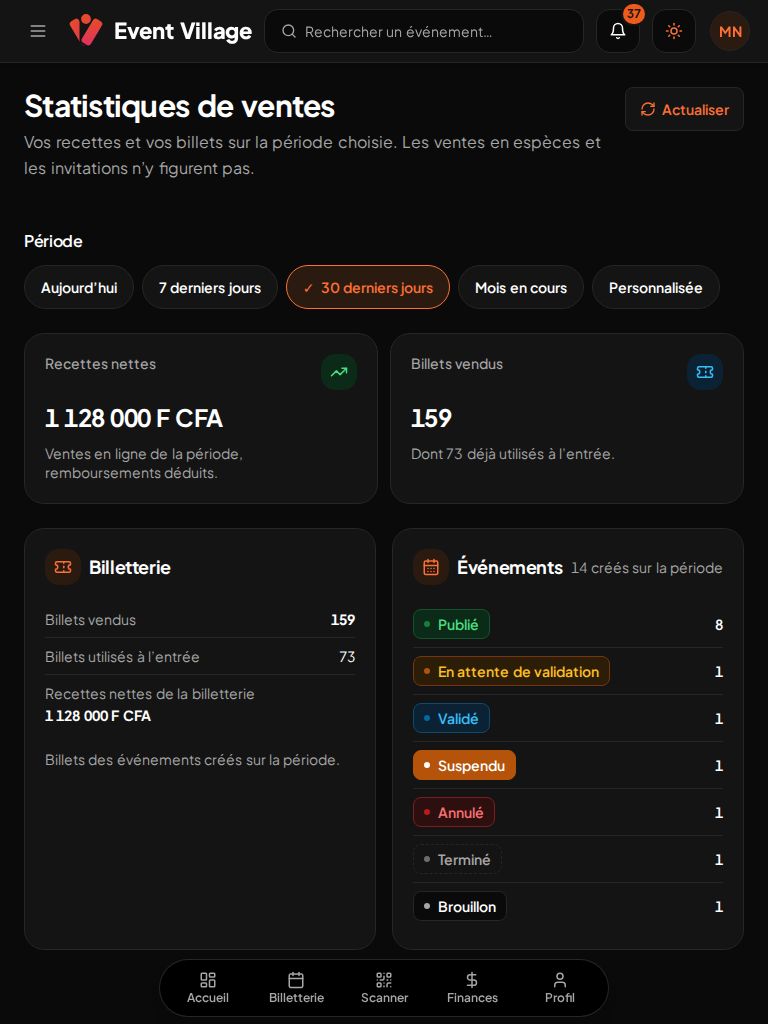 Event Village
Rechercher un événement…
37
MN
Statistiques de ventes
Actualiser
Vos recettes et vos billets sur la période choisie. Les ventes en espèces et
les invitations n’y figurent pas.
Période
Aujourd’hui
7 derniers jours
✓ 30 derniers jours
Mois en cours
Personnalisée
Recettes nettes
1 128 000 F CFA
Ventes en ligne de la période,
remboursements déduits.
Billets vendus
159
Dont 73 déjà utilisés à l’entrée.
Billetterie
Billets vendus 159
Billets utilisés à l’entrée 73
Recettes nettes de la billetterie
1 128 000 F CFA
Billets des événements créés sur la période.
Événements 14 créés sur la période
Publié 8
En attente de validation 1
Validé 1
Suspendu 1
Annulé 1
Terminé 1
Brouillon 1
Accueil
Billetterie
Scanner
Finances
Profil